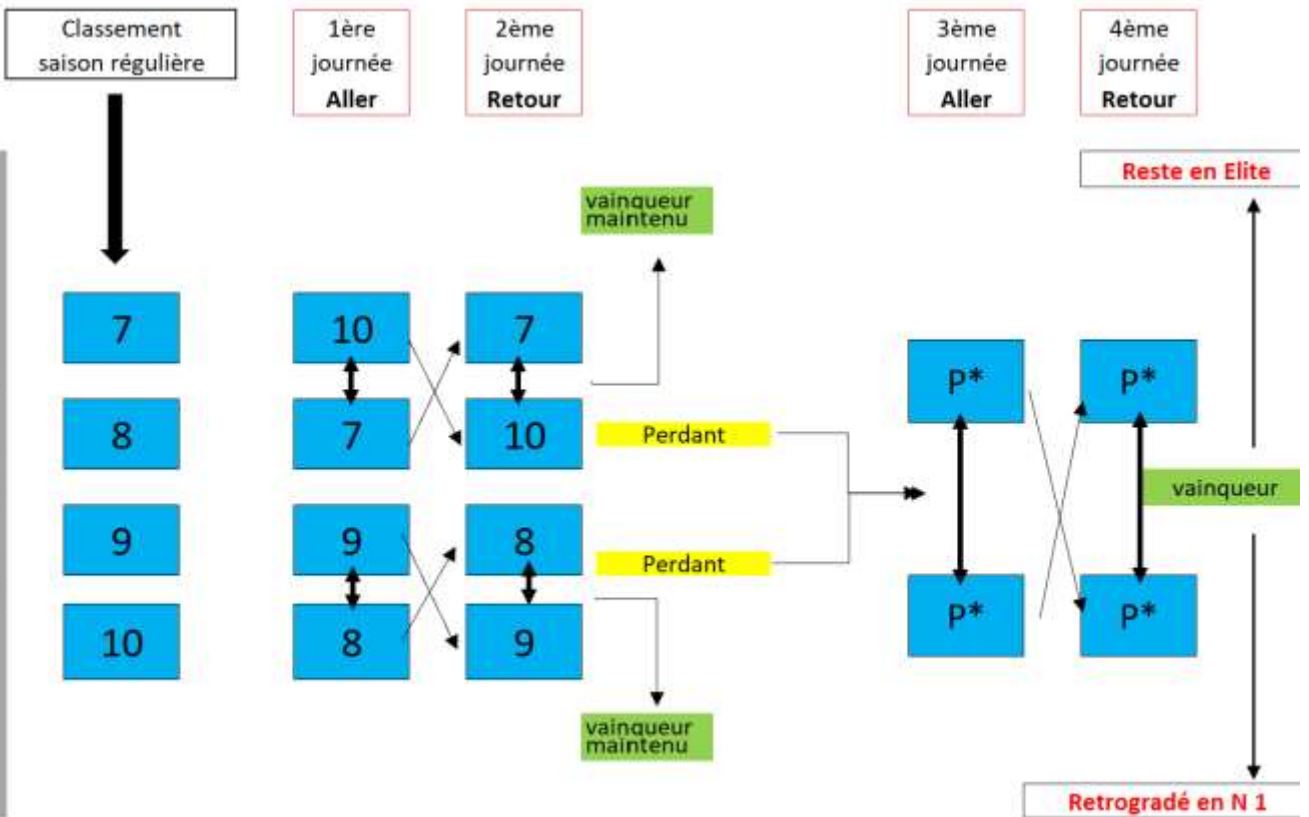 Classement
saison régulière
1ère
journée
Aller
2ème
journée
Retour
3ème
journée
Aller
4ème
journée
Retour
Reste en Elite
vainqueur
maintenu
7
10
7
P*
P*
8
7
10
Perdant
vainqueur
9
9
8
Perdant
10
8
9
P*
P*
vainqueur
maintenu
Retrogradé en N 1